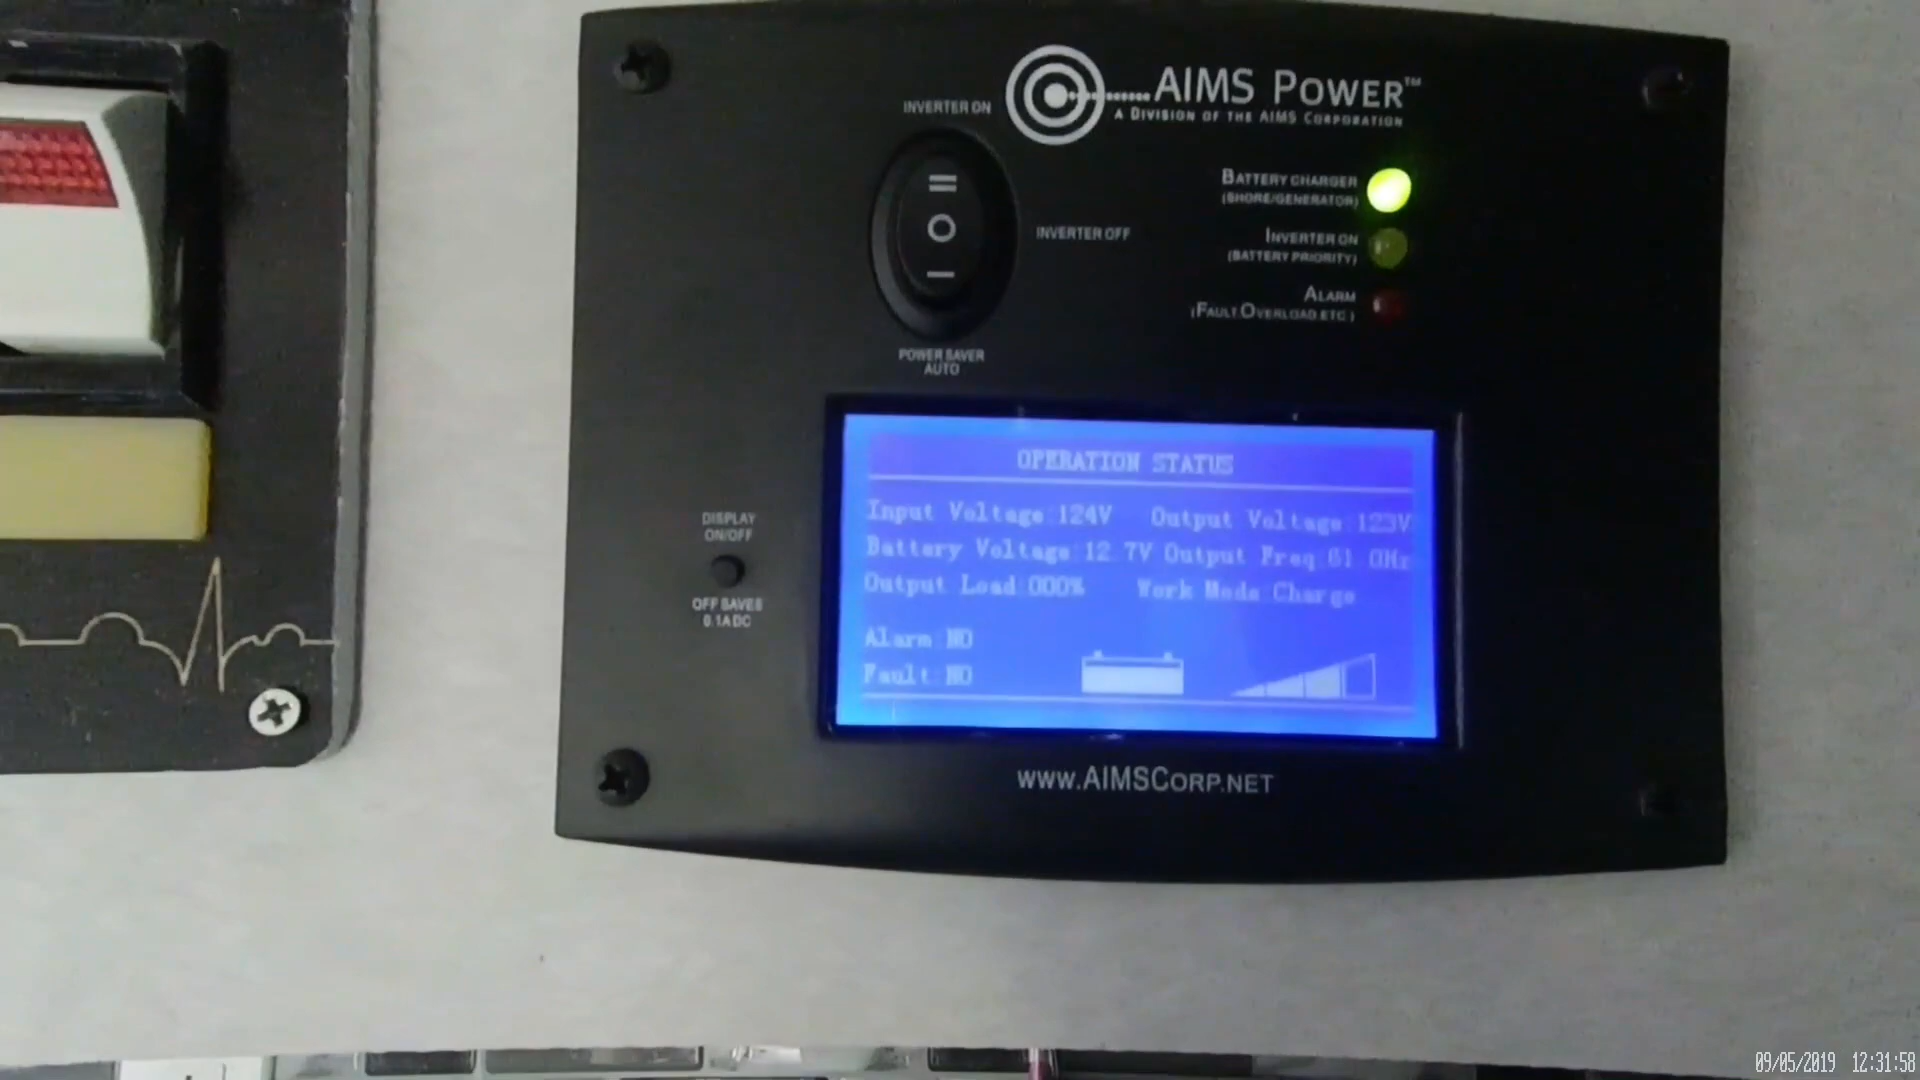 AIMS POWER™
A DIVISION OF THE AIMS CORPORATION
INVERTER ON
INVERTER OFF
POWER SAVER
AUTO
BATTERY CHARGER
(SHORE/GENERATOR)
INVERTER ON
(BATTERY PRIORITY)
ALARM
(FAULT,OVERLOAD,ETC.)
DISPLAY
ON/OFF
OFF SAVES
0.1A DC
OPERATION STATUS
Input Voltage:124V Output Voltage:123V
Battery Voltage:12.7V Output Freq:61.0Hz
Output Load:000% Work Mode:Charge
Alarm:NO
Fault:NO
WWW.AIMSCORP.NET
09/05/2019 12:31:58